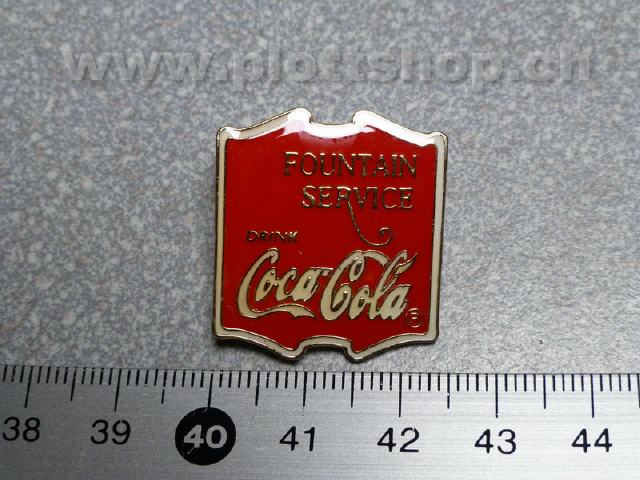 www.plottshop.ch
FOUNTAIN
SERVICE
DRINK
Coca-Cola ®
38 39 40 41 42 43 44